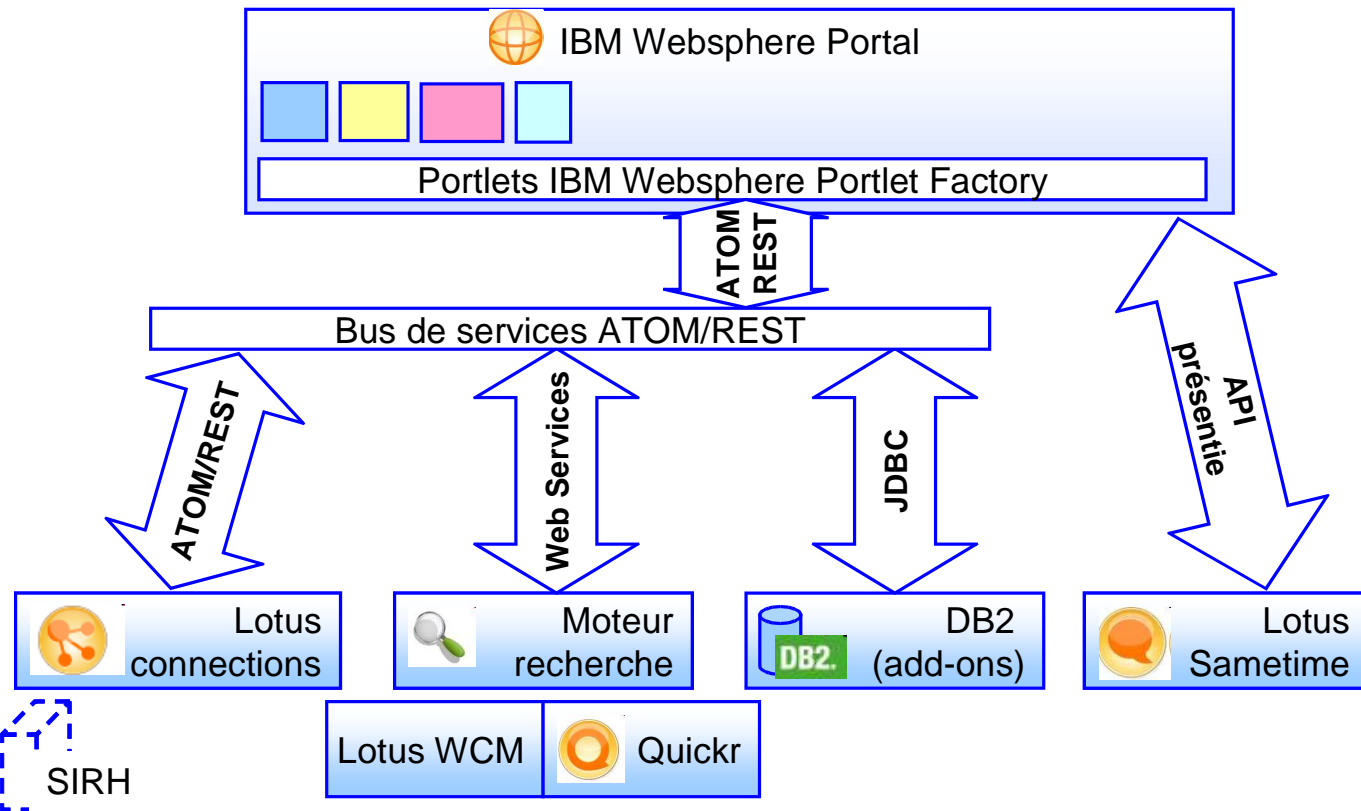 IBM Websphere Portal
Portlets IBM Websphere Portlet Factory
ATOM
REST
Bus de services ATOM/REST
ATOM/REST
Web Services
JDBC
API
présentie
Lotus
connections
Moteur
recherche
DB2.
DB2
(add-ons)
Lotus
Sametime
Lotus WCM
Quickr
SIRH